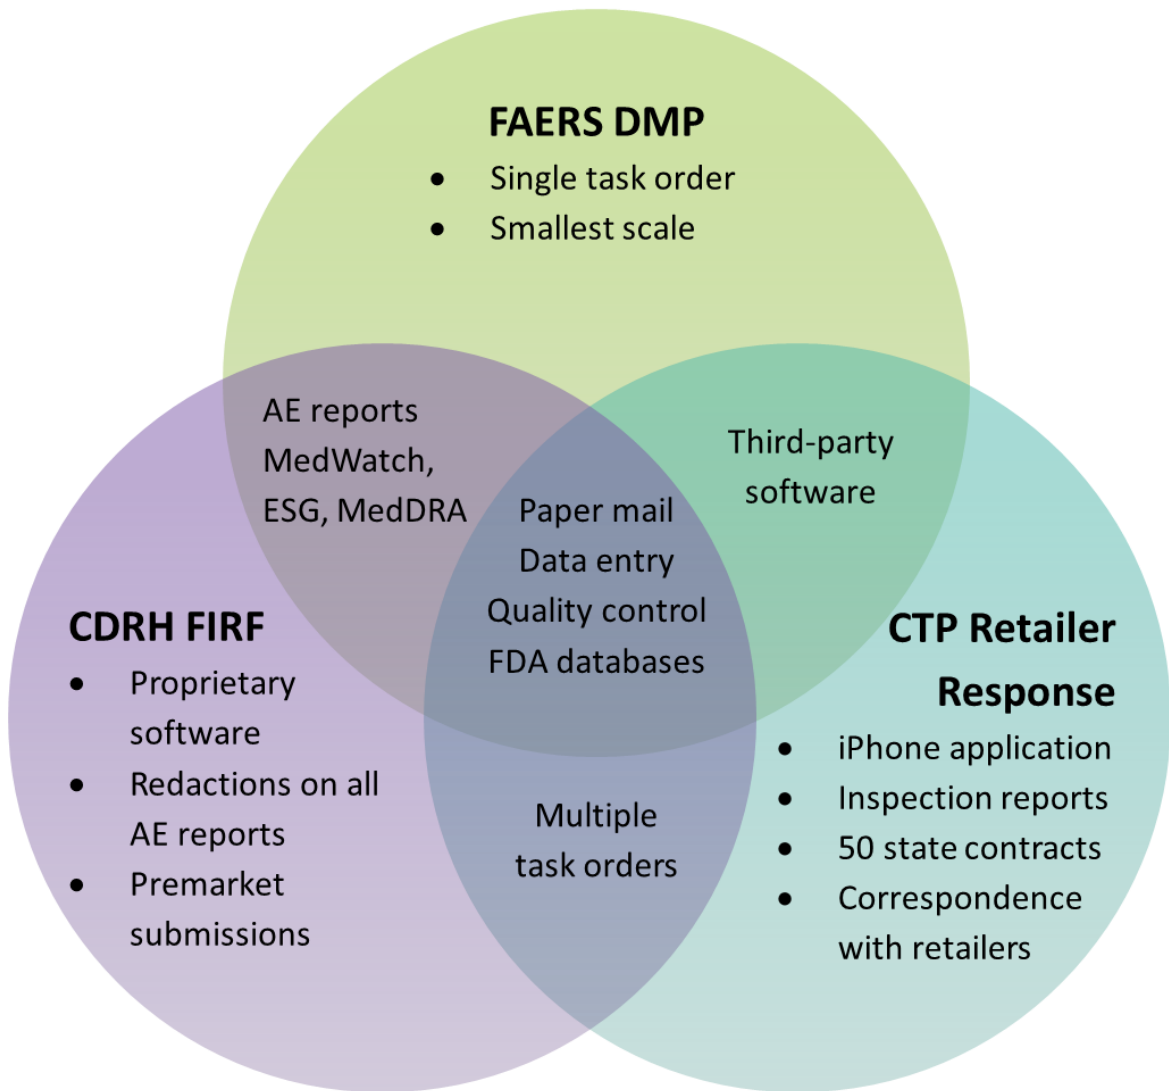 FAERS DMP
• Single task order
• Smallest scale
AE reports
MedWatch,
ESG, MedDRA
Third-party
software
Paper mail
Data entry
Quality control
FDA databases
CDRH FIRF
• Proprietary
software
• Redactions on all
AE reports
• Premarket
submissions
CTP Retailer
Response
• iPhone application
• Inspection reports
• 50 state contracts
• Correspondence
with retailers
Multiple
task orders